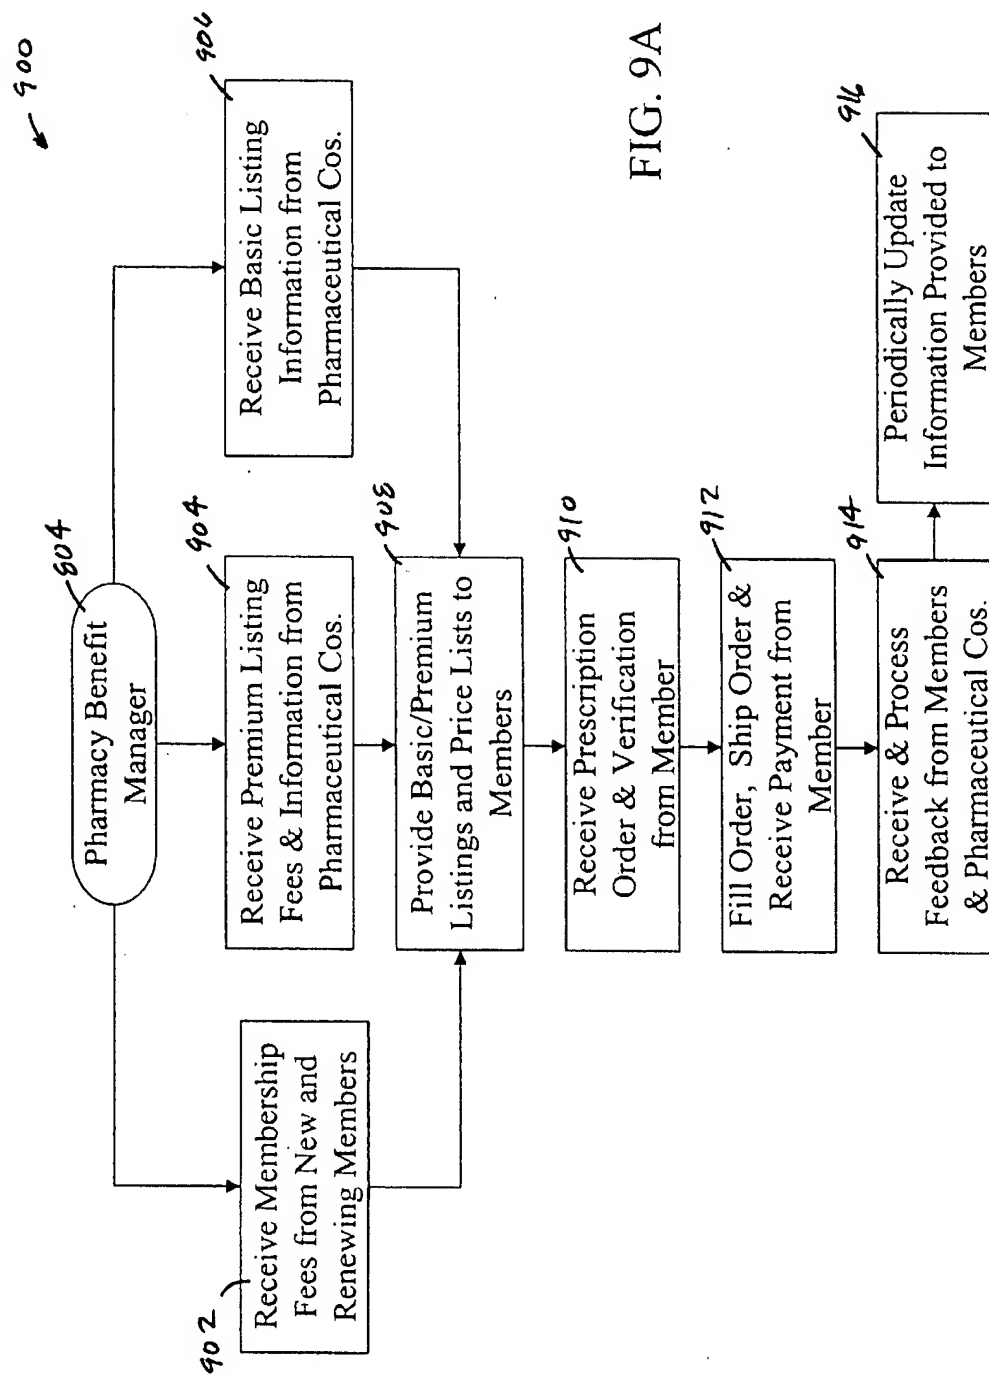 900
804
Pharmacy Benefit
Manager
902
Receive Membership
Fees from New and
Renewing Members
904
Receive Premium Listing
Fees & Information from
Pharmaceutical Cos.
906
Receive Basic Listing
Information from
Pharmaceutical Cos.
908
Provide Basic/Premium
Listings and Price Lists to
Members
910
Receive Prescription
Order & Verification
from Member
912
Fill Order, Ship Order &
Receive Payment from
Member
914
Receive & Process
Feedback from Members
& Pharmaceutical Cos.
916
Periodically Update
Information Provided to
Members
FIG. 9A